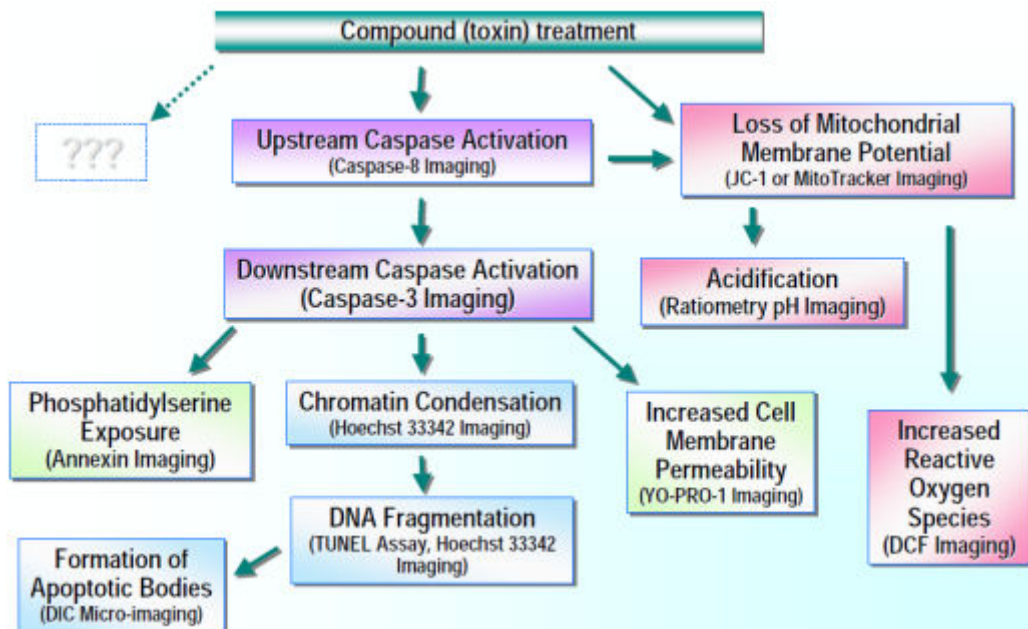 Compound (toxin) treatment
???
Upstream Caspase Activation
(Caspase-8 Imaging)
Loss of Mitochondrial
Membrane Potential
(JC-1 or MitoTracker Imaging)
Downstream Caspase Activation
(Caspase-3 Imaging)
Acidification
(Ratiometry pH Imaging)
Phosphatidylserine
Exposure
(Annexin Imaging)
Chromatin Condensation
(Hoechst 33342 Imaging)
Increased Cell
Membrane
Permeability
(YO-PRO-1 Imaging)
Increased
Reactive
Oxygen
Species
(DCF Imaging)
DNA Fragmentation
(TUNEL Assay, Hoechst 33342
Imaging)
Formation of
Apoptotic Bodies
(DIC Micro-imaging)